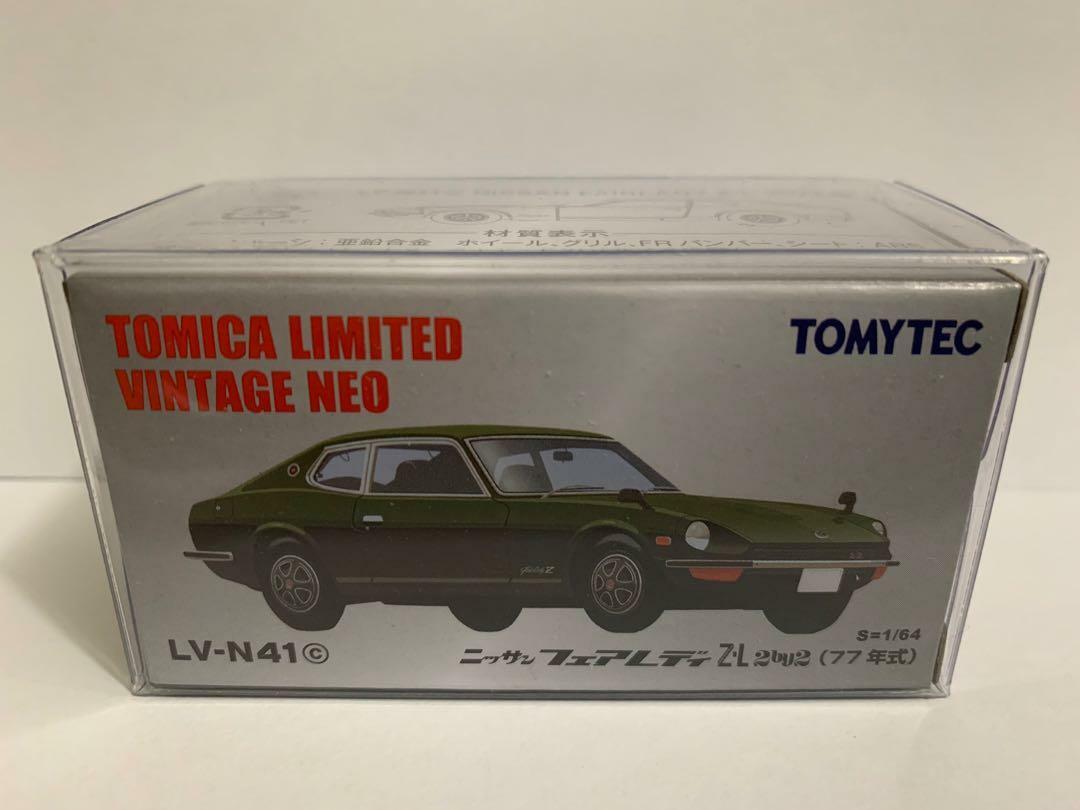 材質表示
亜鉛合金 ホイール、グリル、FRバンパー、シート:ABS
TOMICA LIMITED
VINTAGE NEO
TOMYTEC
Fairlady Z
LV-N41 ©
S=1/64
ニッサン フェアレディ Z・L 2by2 (77年式)